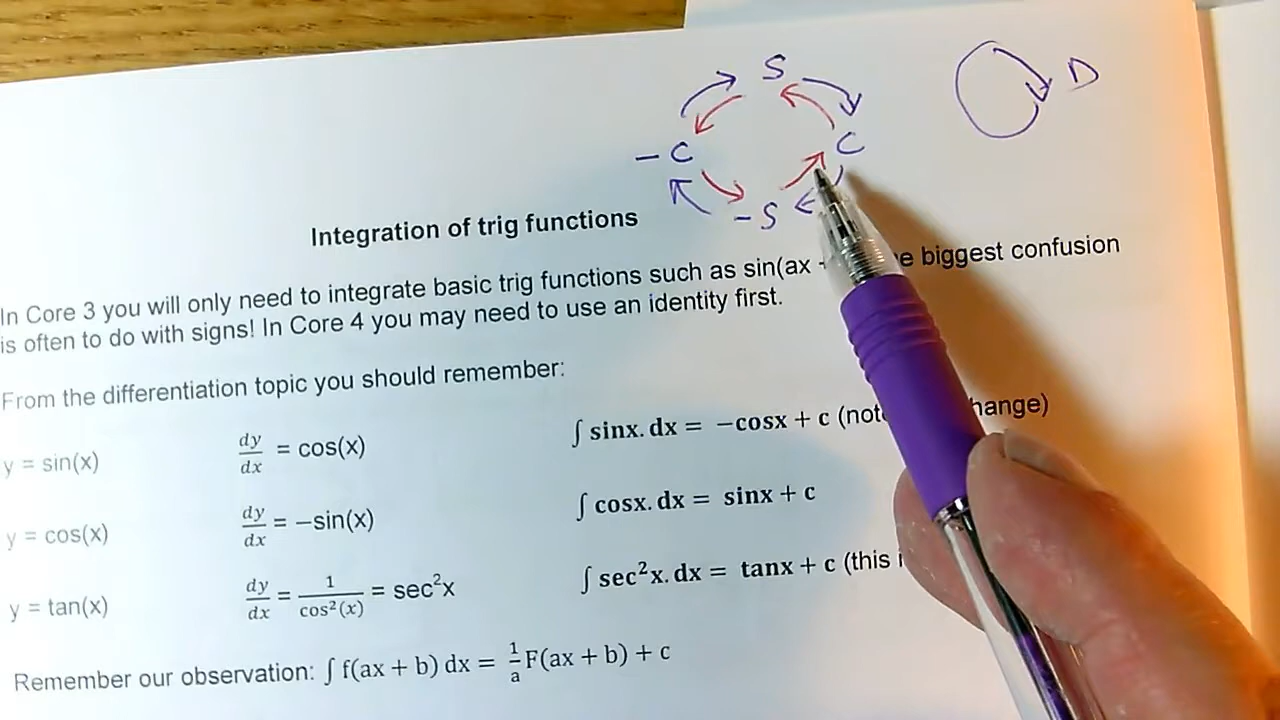 S
D
C
– C
– S
Integration of trig functions
In Core 3 you will only need to integrate basic trig functions such as sin(ax e biggest confusion
is often to do with signs! In Core 4 you may need to use an identity first.
From the differentiation topic you should remember:
y = sin(x) dy/dx = cos(x) ∫ sinx. dx = −cosx + c (not hange)
y = cos(x) dy/dx = −sin(x) ∫ cosx. dx = sinx + c
y = tan(x) dy/dx = 1/cos²(x) = sec²x ∫ sec²x. dx = tanx + c (this i
Remember our observation: ∫ f(ax + b) dx = 1/a F(ax + b) + c